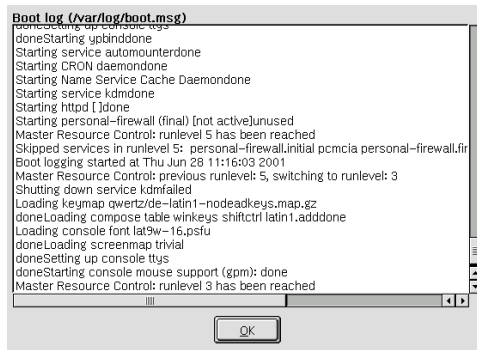 Boot log (/var/log/boot.msg)
doneSetting up console ttys
doneStarting ypbinddone
Starting service automounterdone
Starting CRON daemondone
Starting Name Service Cache Daemondone
Starting service kdmdone
Starting httpd [ ]done
Starting personal-firewall (final) [not active]unused
Master Resource Control: runlevel 5 has been reached
Skipped services in runlevel 5:  personal-firewall.initial pcmcia personal-firewall.fir
Boot logging started at Thu Jun 28 11:16:03 2001
Master Resource Control: previous runlevel: 5, switching to runlevel: 3
Shutting down service kdmfailed
Loading keymap qwertz/de-latin1-nodeadkeys.map.gz
doneLoading compose table winkeys shiftctrl latin1.adddone
Loading console font lat9w-16.psfu
doneLoading screenmap trivial
doneSetting up console ttys
doneStarting console mouse support (gpm): done
Master Resource Control: runlevel 3 has been reached
OK